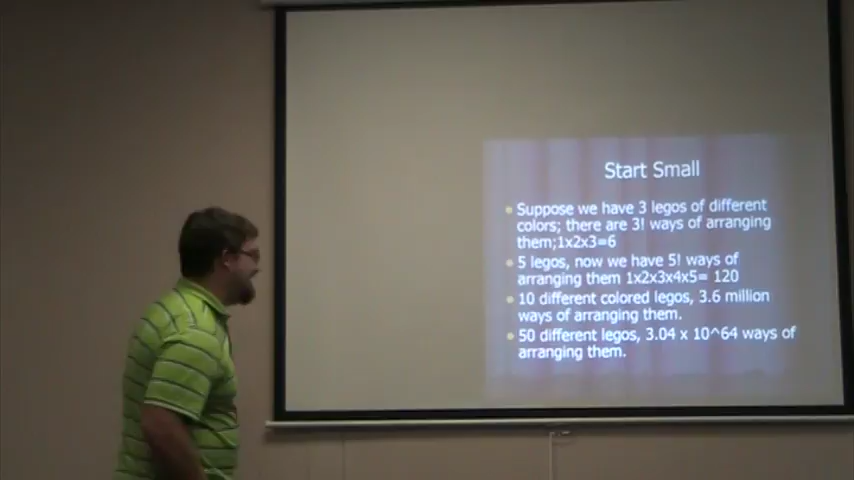 Start Small
Suppose we have 3 legos of different
colors; there are 3! ways of arranging
them;1x2x3=6
5 legos, now we have 5! ways of
arranging them 1x2x3x4x5= 120
10 different colored legos, 3.6 million
ways of arranging them.
50 different legos, 3.04 x 10^64 ways of
arranging them.